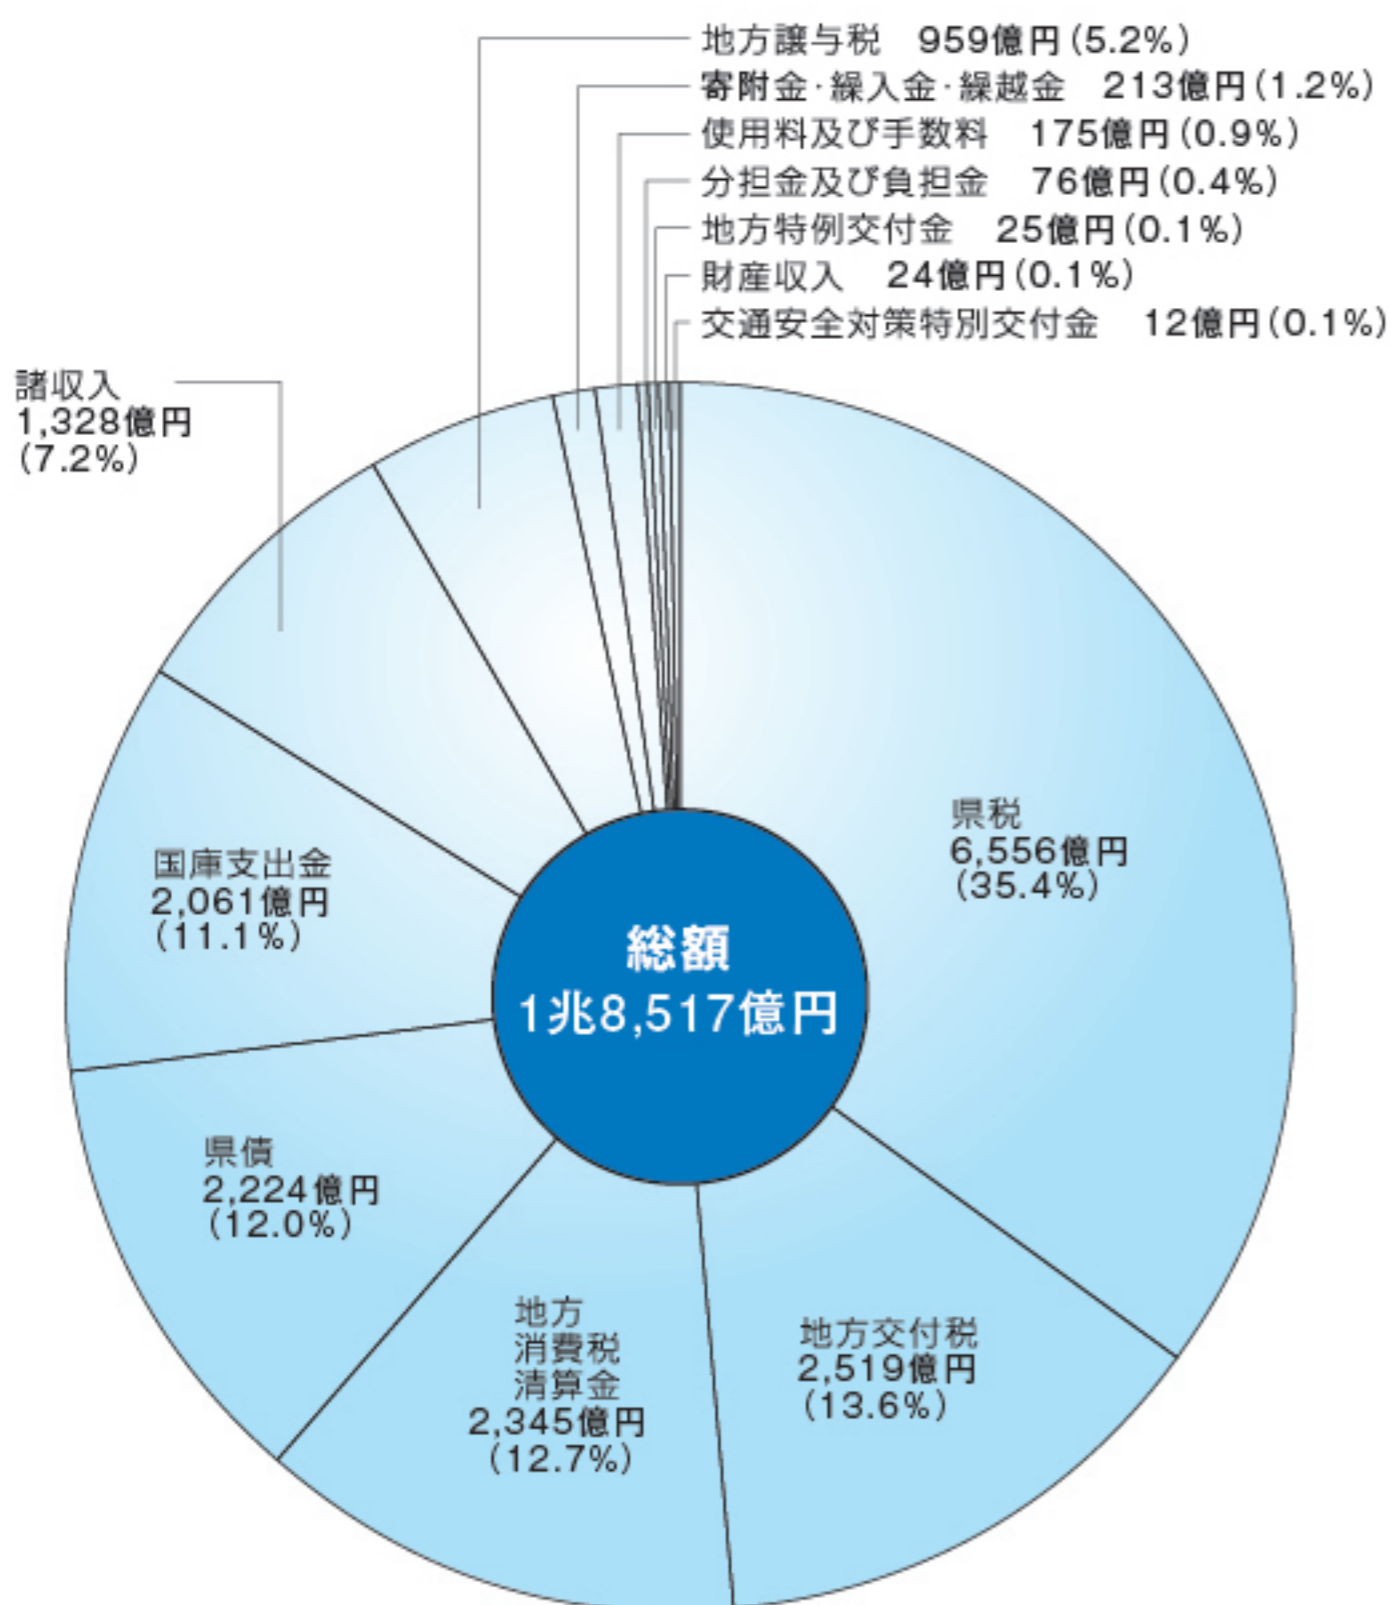 地方譲与税　959億円（5.2%）
寄附金·繰入金·繰越金　213億円（1.2%）
使用料及び手数料　175億円（0.9%）
分担金及び負担金　76億円（0.4%）
地方特例交付金　25億円（0.1%）
財産収入　24億円（0.1%）
交通安全対策特別交付金　12億円（0.1%）
諸収入
1,328億円
（7.2%）
県税
6,556億円
（35.4%）
国庫支出金
2,061億円
（11.1%）
総額
1兆8,517億円
県債
2,224億円
（12.0%）
地方
消費税
清算金
2,345億円
（12.7%）
地方交付税
2,519億円
（13.6%）